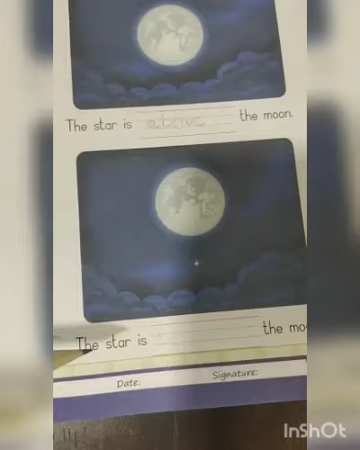 The star is above the moon.
The star is the mo
Date: Signature:
InShOt